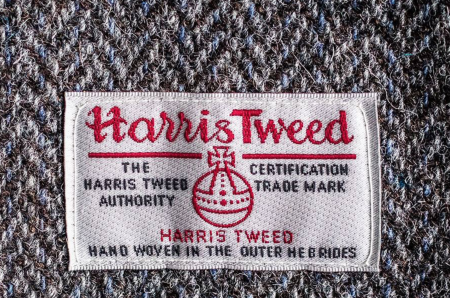 Harris Tweed
THE
HARRIS TWEED
AUTHORITY
CERTIFICATION
TRADE MARK
HARRIS TWEED
HAND WOVEN IN THE OUTER HEBRIDES